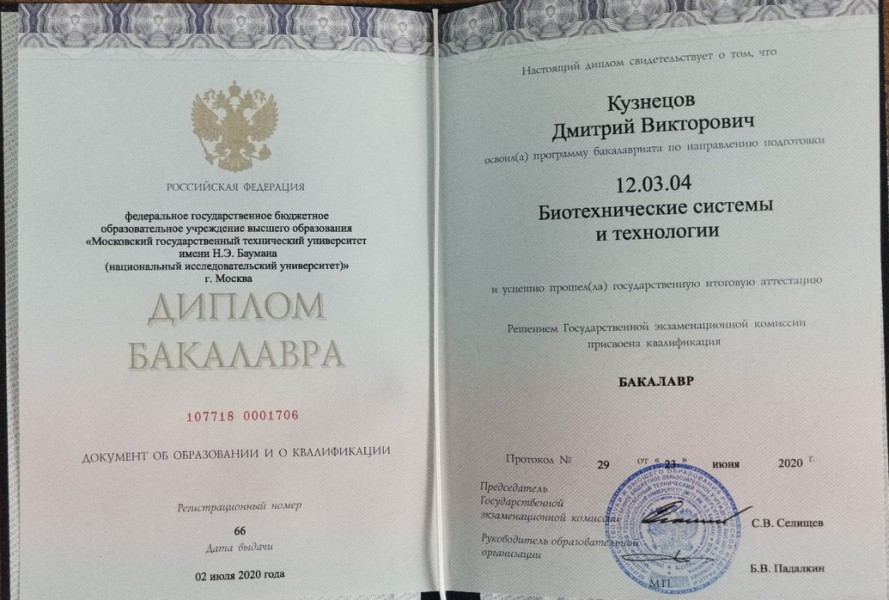 РОССИЙСКАЯ ФЕДЕРАЦИЯ
федеральное государственное бюджетное
образовательное учреждение высшего образования
«Московский государственный технический университет
имени Н.Э. Баумана
(национальный исследовательский университет)»
г. Москва
ДИПЛОМ
БАКАЛАВРА
107718 0001706
ДОКУМЕНТ ОБ ОБРАЗОВАНИИ И О КВАЛИФИКАЦИИ
Регистрационный номер
66
Дата выдачи
02 июля 2020 года
Настоящий диплом свидетельствует о том, что
Кузнецов
Дмитрий Викторович
освоил(а) программу бакалавриата по направлению подготовки
12.03.04
Биотехнические системы
и технологии
и успешно прошел(ла) государственную итоговую аттестацию
Решением Государственной экзаменационной комиссии
присвоена квалификация
БАКАЛАВР
Протокол № 29 от « 23 » июня 2020 г.
Председатель
Государственной
экзаменационной комиссии
С.В. Селищев
Руководитель образовательной
организации
Б.В. Падалкин
М.П.